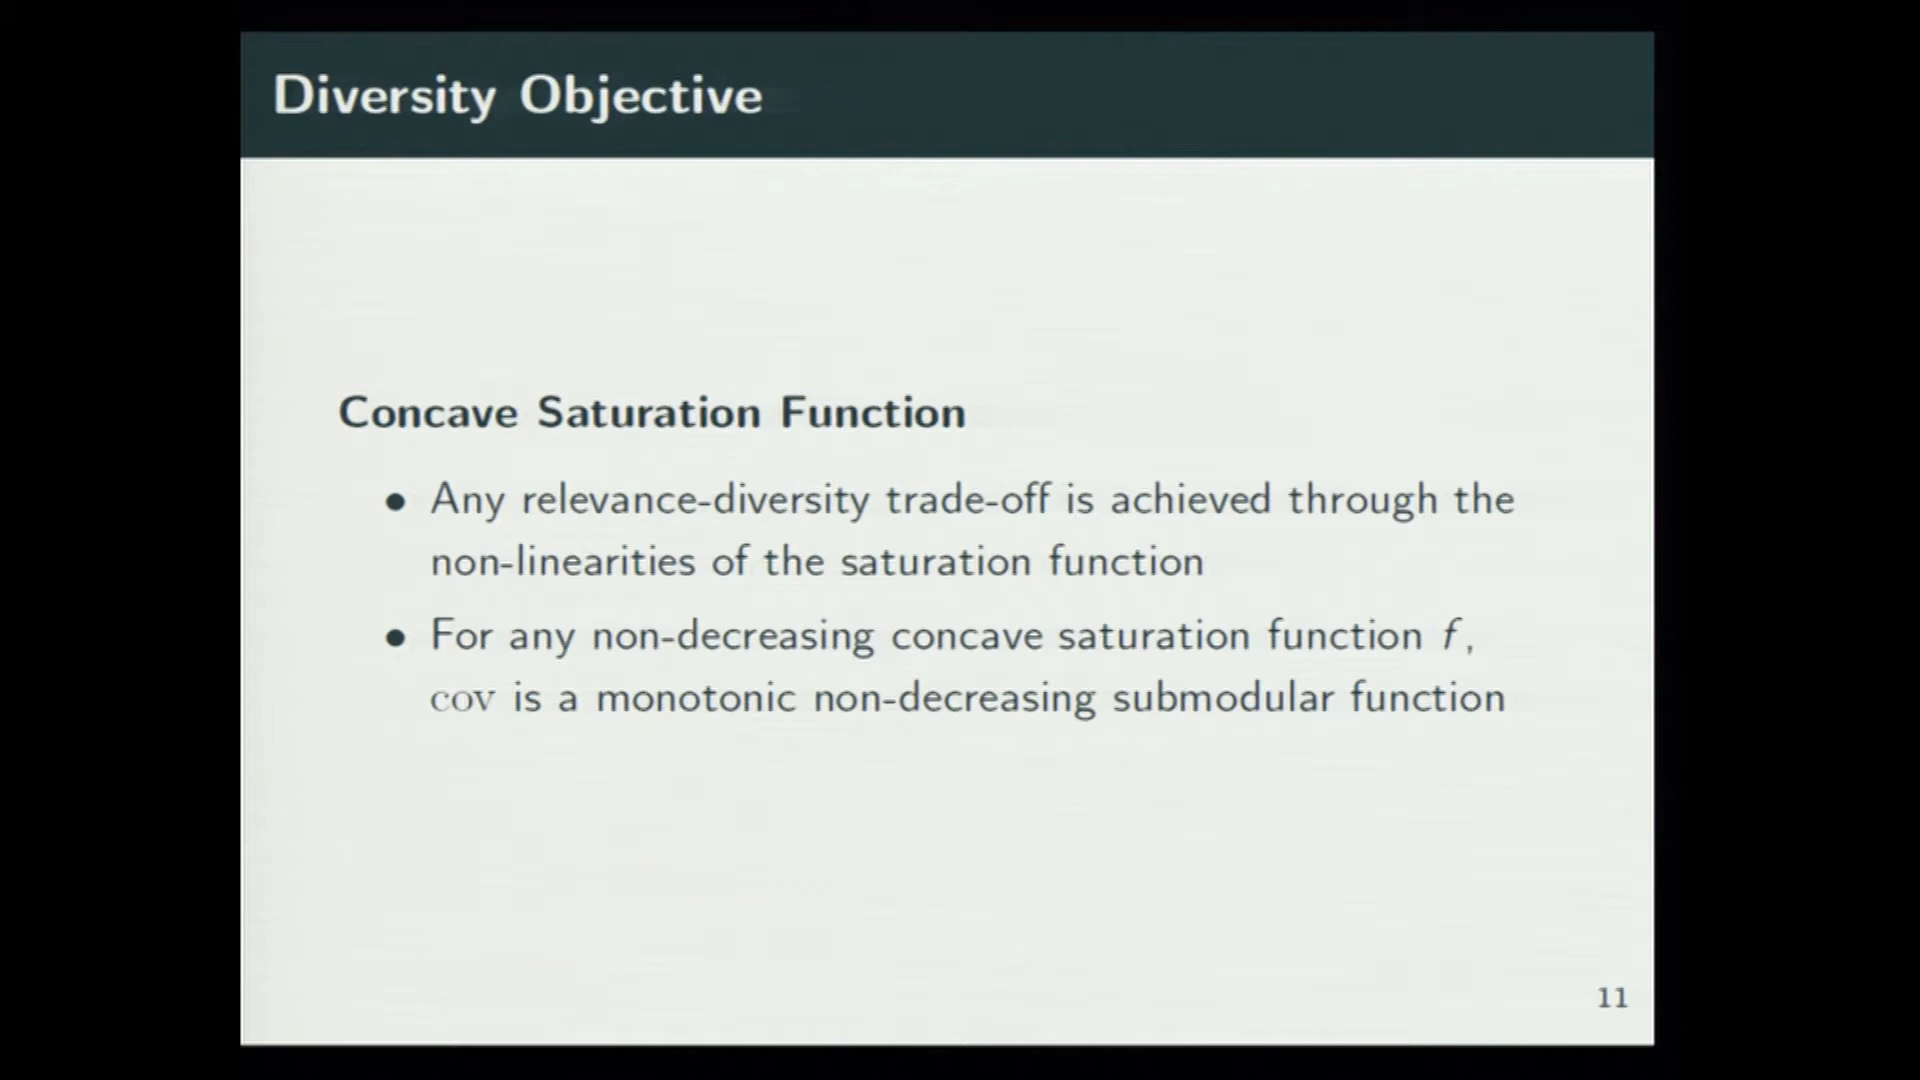 Diversity Objective
Concave Saturation Function
• Any relevance-diversity trade-off is achieved through the
non-linearities of the saturation function
• For any non-decreasing concave saturation function f,
cov is a monotonic non-decreasing submodular function
11